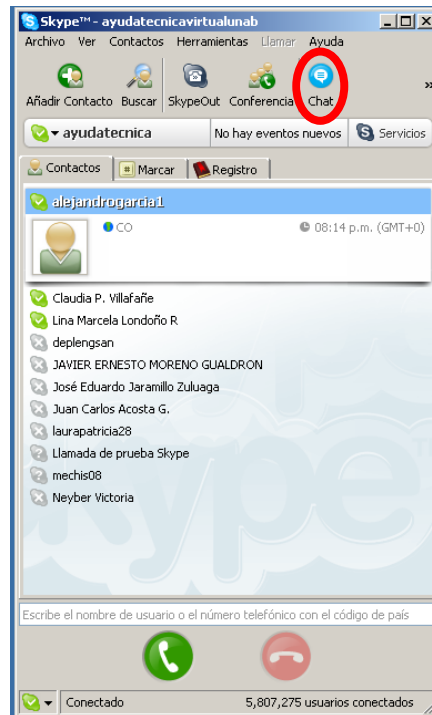 Skype™ - ayudatecnicavirtualunab
Archivo Ver Contactos Herramientas Llamar Ayuda
Añadir Contacto Buscar SkypeOut Conferencia Chat »
ayudatecnica No hay eventos nuevos Servicios
Contactos Marcar Registro
alejandrogarcia1
CO 08:14 p.m. (GMT+0)
Claudia P. Villafañe
Lina Marcela Londoño R
deplengsan
JAVIER ERNESTO MORENO GUALDRON
José Eduardo Jaramillo Zuluaga
Juan Carlos Acosta G.
laurapatricia28
Llamada de prueba Skype
mechis08
Neyber Victoria
skype
TM
Escribe el nombre de usuario o el número telefónico con el código de país
Conectado 5,807,275 usuarios conectados